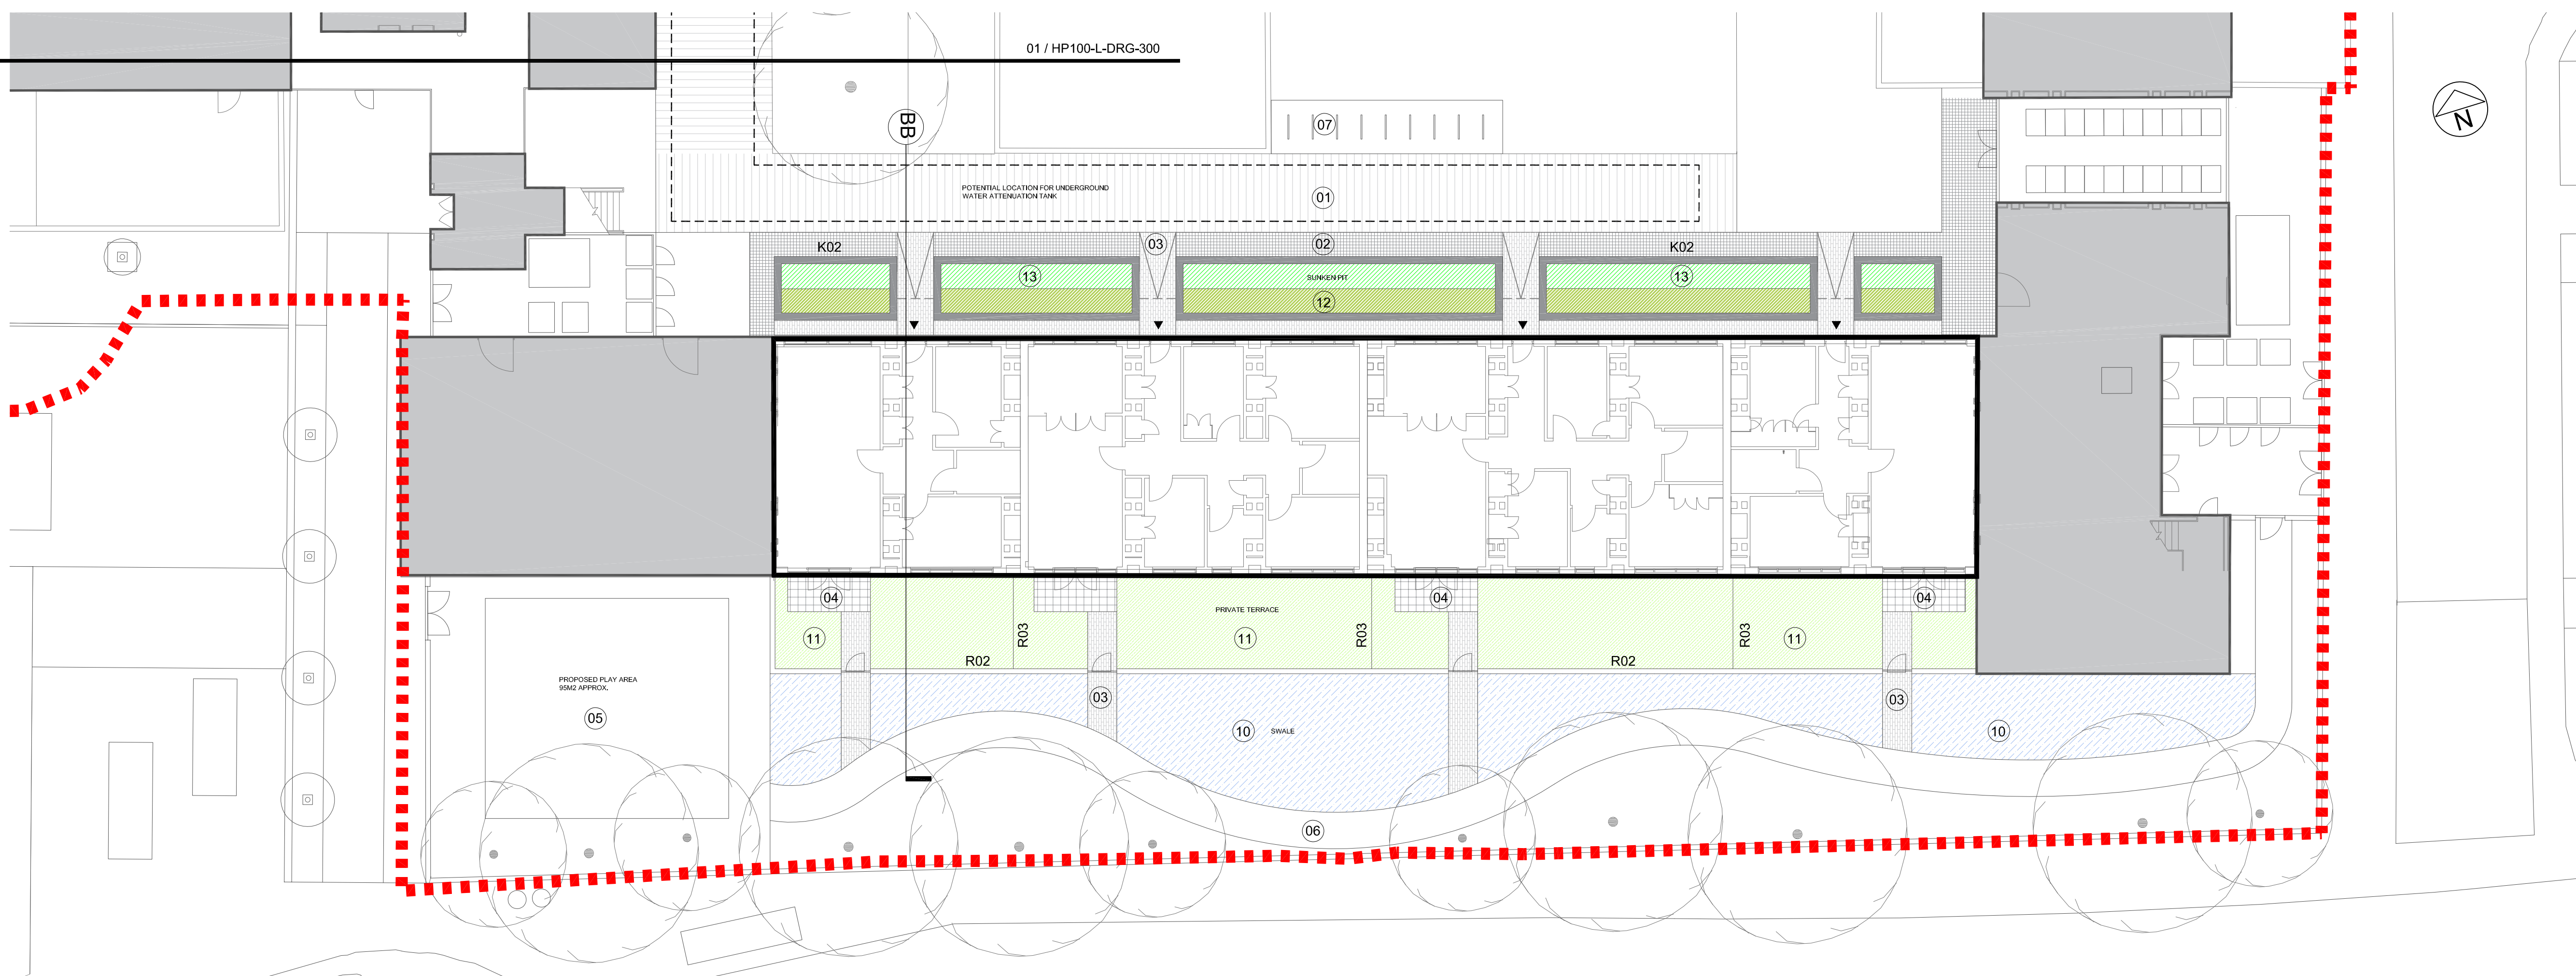 01 / HP100-L-DRG-300
BB
07
N
POTENTIAL LOCATION FOR UNDERGROUND
WATER ATTENUATION TANK
01
K02
03
02
K02
13
SUNKEN PIT
13
12
04
04
04
PRIVATE TERRACE
11
R03
11
R03
R03
11
R02
R02
PROPOSED PLAY AREA
95M2 APPROX.
05
03
03
10
SWALE
10
06